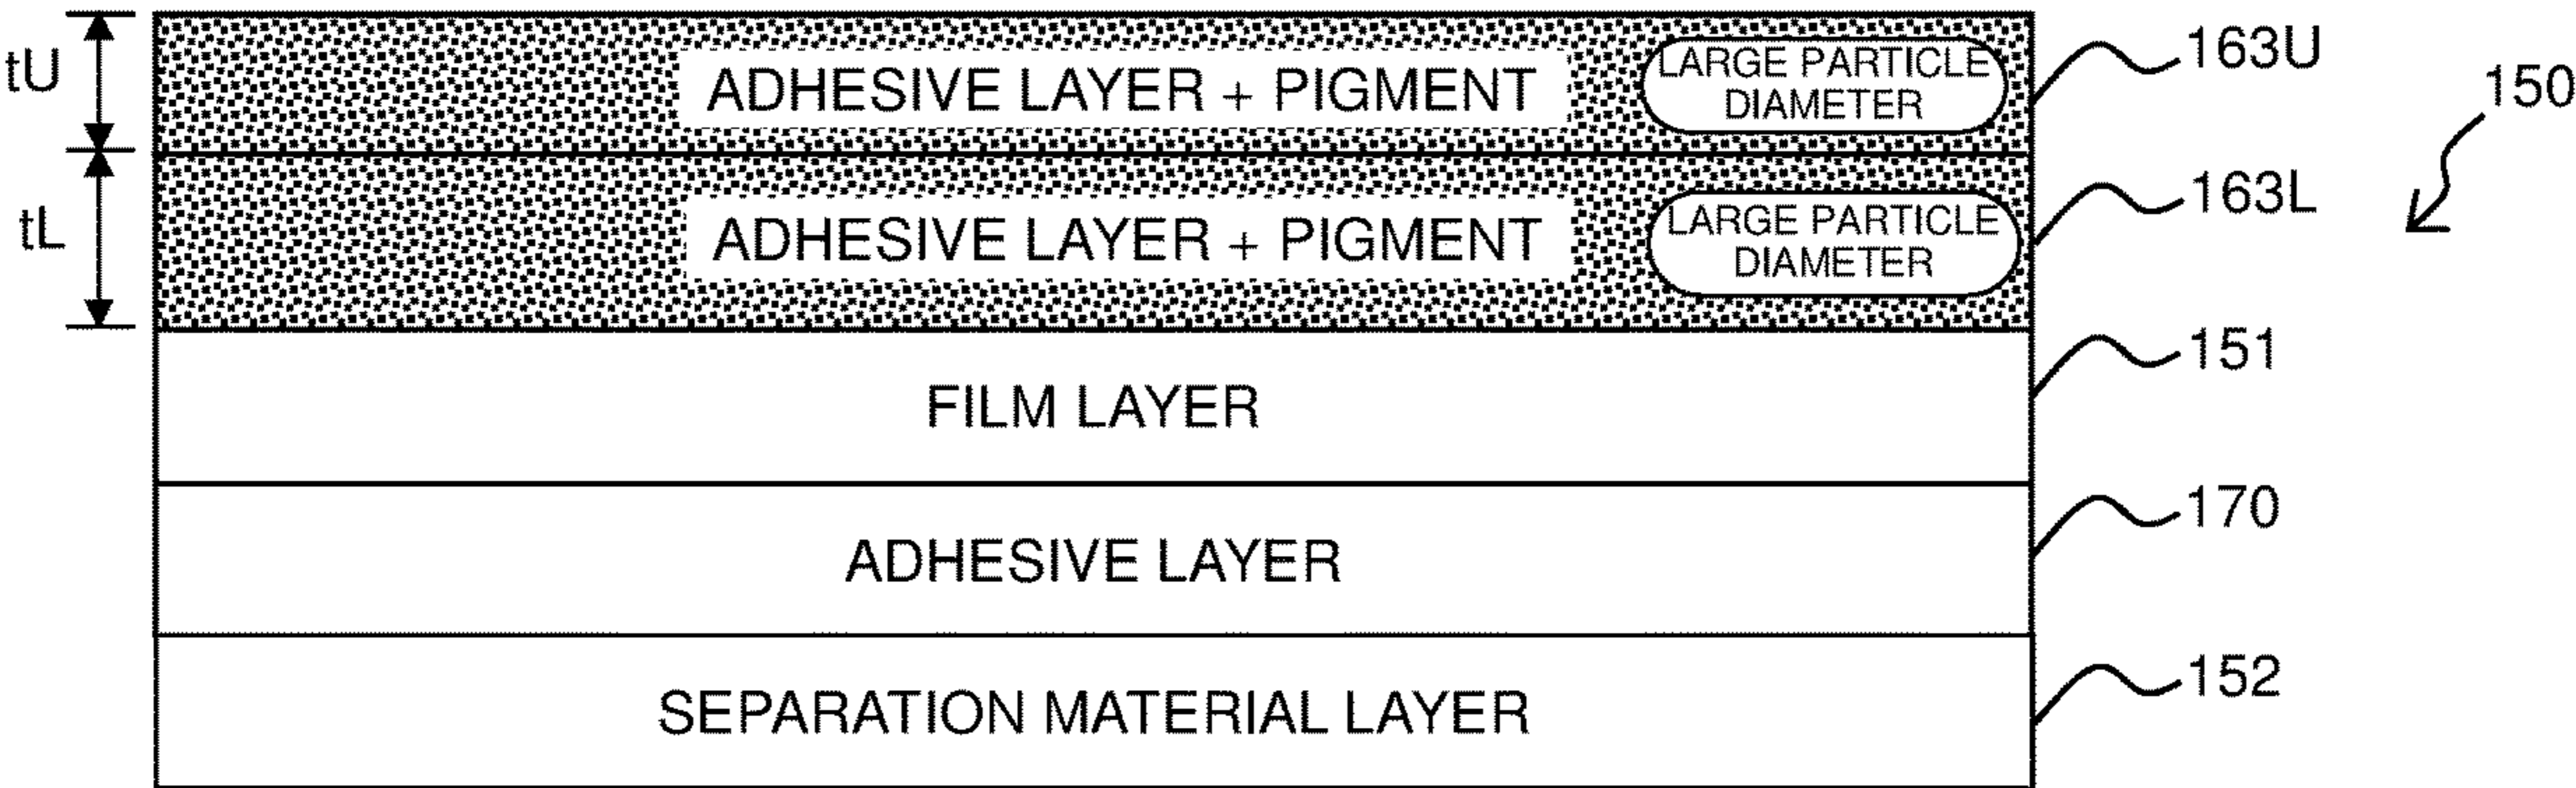 tU
ADHESIVE LAYER + PIGMENT
LARGE PARTICLE
DIAMETER
163U
150
tL
ADHESIVE LAYER + PIGMENT
LARGE PARTICLE
DIAMETER
163L
FILM LAYER
151
ADHESIVE LAYER
170
SEPARATION MATERIAL LAYER
152